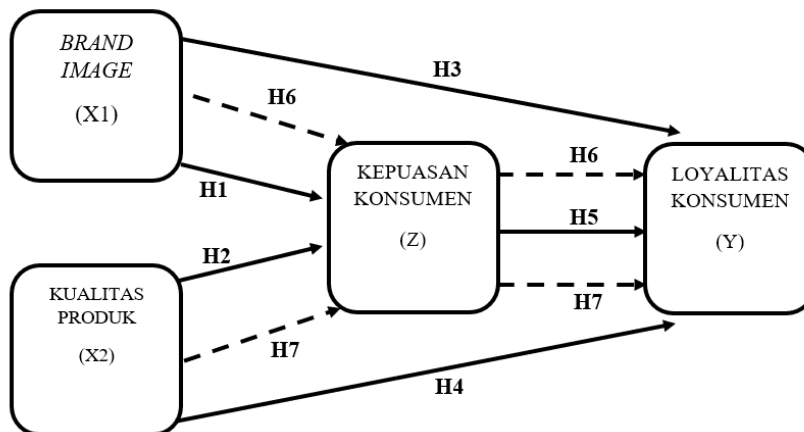 BRAND
IMAGE
(X1)
H3
H6
H1
KEPUASAN
KONSUMEN
(Z)
H6
H5
H7
LOYALITAS
KONSUMEN
(Y)
H2
KUALITAS
PRODUK
(X2)
H7
H4